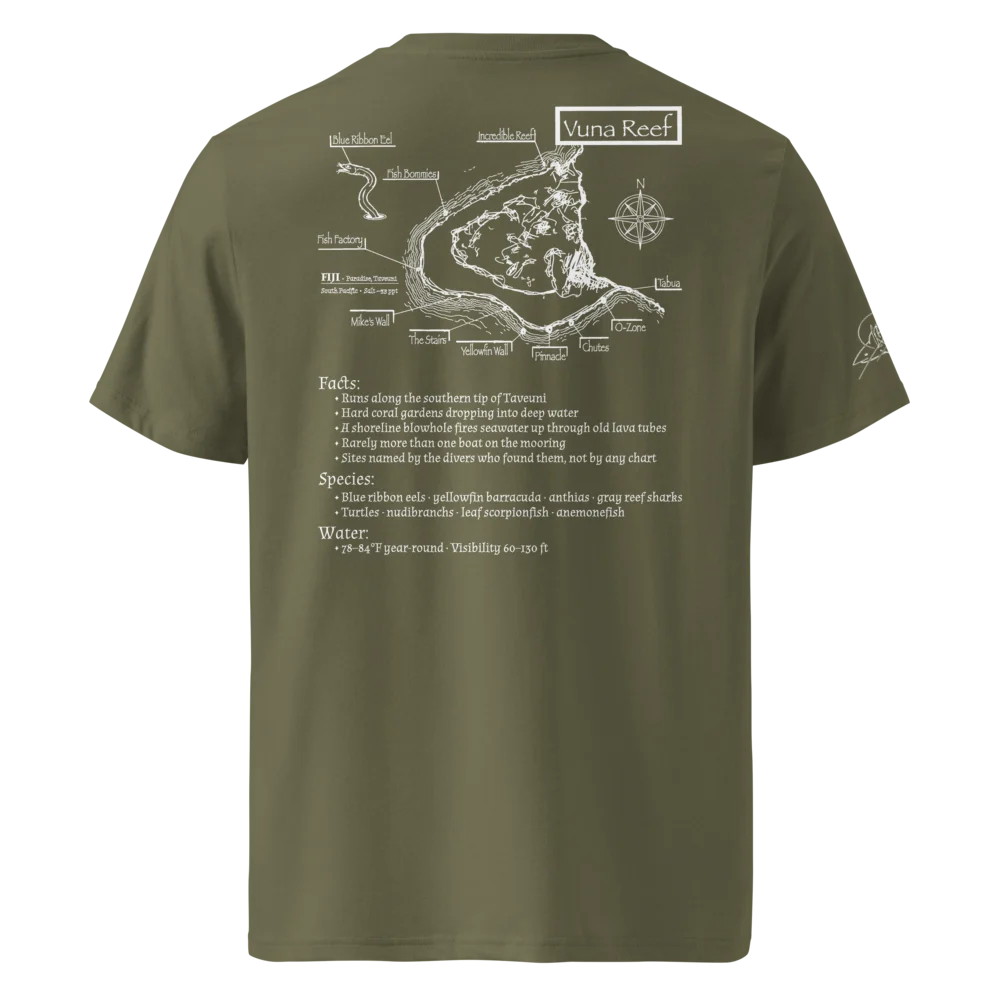 Vuna Reef
Blue Ribbon Eel
Incredible Reef
Fish Bommies
N
Fish Factory
FIJI - Paradise, Taveuni
South Pacific · Salt ~35 ppt
Tabua
Mike's Wall
The Stairs
Yellowfin Wall
Pinnacle
Chutes
O-Zone
Facts:
• Runs along the southern tip of Taveuni
• Hard coral gardens dropping into deep water
• A shoreline blowhole fires seawater up through old lava tubes
• Rarely more than one boat on the mooring
• Sites named by the divers who found them, not by any chart
Species:
• Blue ribbon eels · yellowfin barracuda · anthias · gray reef sharks
• Turtles · nudibranchs · leaf scorpionfish · anemonefish
Water:
• 78–84°F year-round · Visibility 60–130 ft